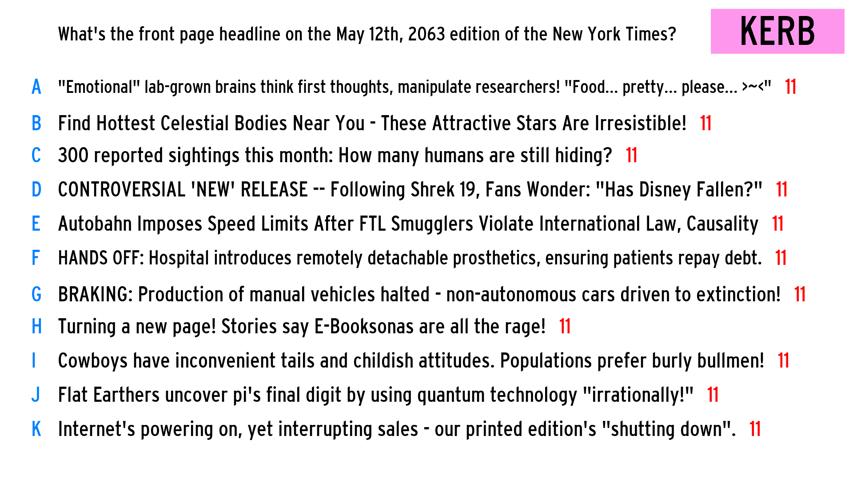 What's the front page headline on the May 12th, 2063 edition of the New York Times?
KERB
A "Emotional" lab-grown brains think first thoughts, manipulate researchers! "Food... pretty... please... >~<" 11
B Find Hottest Celestial Bodies Near You - These Attractive Stars Are Irresistible! 11
C 300 reported sightings this month: How many humans are still hiding? 11
D CONTROVERSIAL 'NEW' RELEASE -- Following Shrek 19, Fans Wonder: "Has Disney Fallen?" 11
E Autobahn Imposes Speed Limits After FTL Smugglers Violate International Law, Causality 11
F HANDS OFF: Hospital introduces remotely detachable prosthetics, ensuring patients repay debt. 11
G BRAKING: Production of manual vehicles halted - non-autonomous cars driven to extinction! 11
H Turning a new page! Stories say E-Booksonas are all the rage! 11
I Cowboys have inconvenient tails and childish attitudes. Populations prefer burly bullmen! 11
J Flat Earthers uncover pi's final digit by using quantum technology "irrationally!" 11
K Internet's powering on, yet interrupting sales - our printed edition's "shutting down". 11